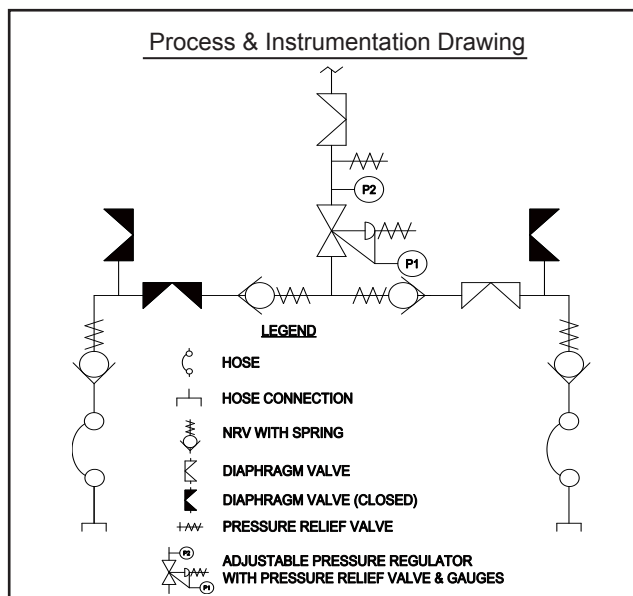 Process & Instrumentation Drawing
P2
P1
LEGEND
HOSE
HOSE CONNECTION
NRV WITH SPRING
DIAPHRAGM VALVE
DIAPHRAGM VALVE (CLOSED)
PRESSURE RELIEF VALVE
P2
ADJUSTABLE PRESSURE REGULATOR
WITH PRESSURE RELIEF VALVE & GAUGES
P1